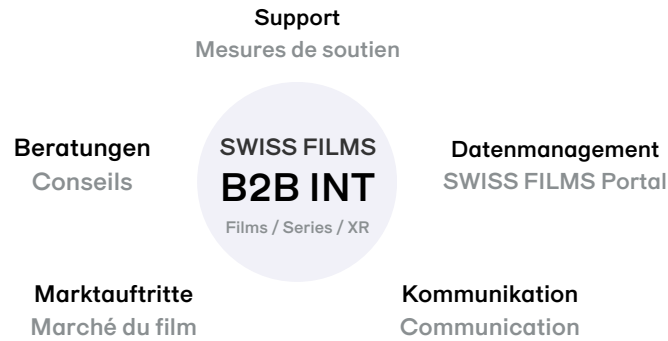 Support
Mesures de soutien
Beratungen
Conseils
SWISS FILMS
B2B INT
Films / Series / XR
Datenmanagement
SWISS FILMS Portal
Marktauftritte
Marché du film
Kommunikation
Communication